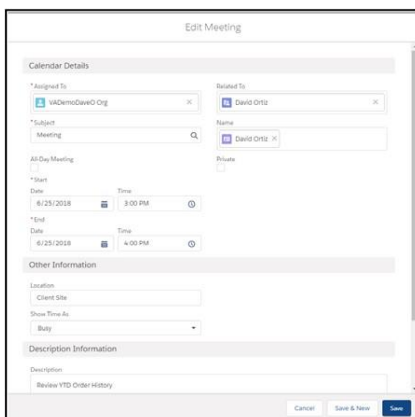 Edit Meeting
Calendar Details
*Assigned To
Related To
VADemoDaveO Org
David Ortiz
*Subject
Name
Meeting
David Ortiz
All-Day Meeting
Private
*Start
Date
Time
6/25/2018
3:00 PM
*End
Date
Time
6/25/2018
4:00 PM
Other Information
Location
Client Site
Show Time As
Busy
Description Information
Description
Review YTD Order History
Cancel
Save & New
Save